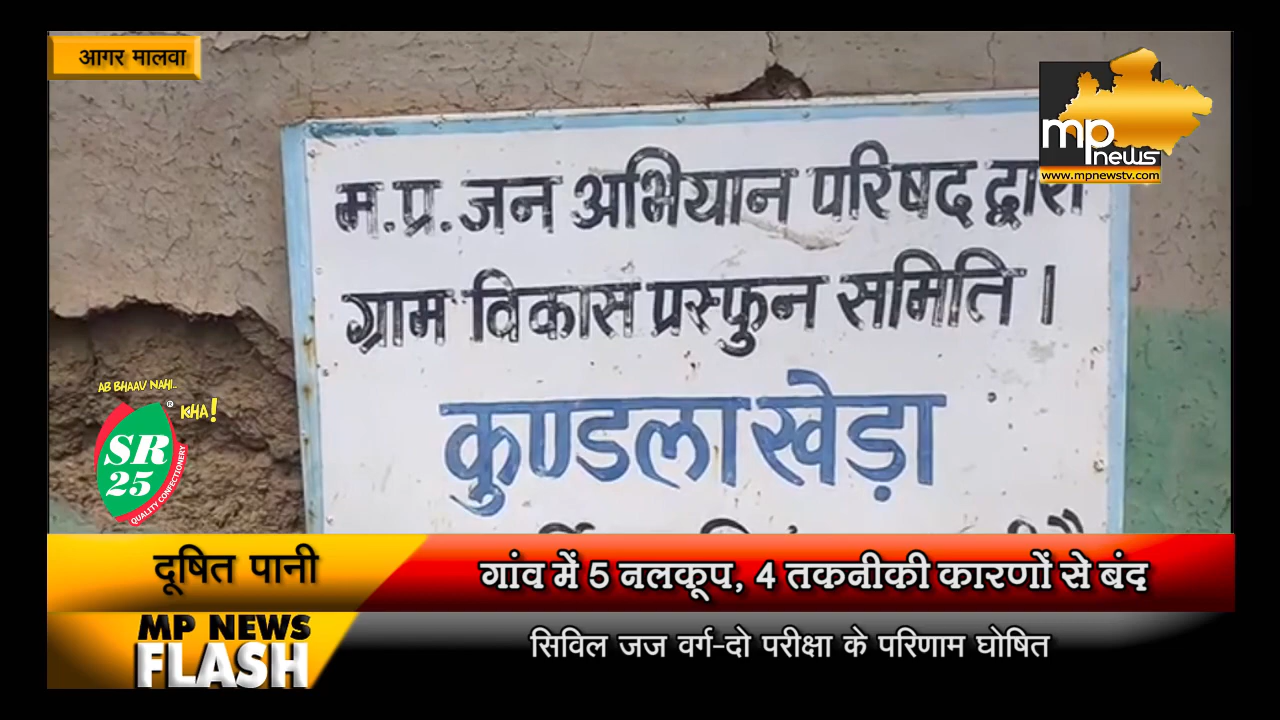 आगर मालवा
mp
news
www.mpnewstv.com
म.प्र. जन अभियान परिषद द्वारा
ग्राम विकास प्रस्फुन समिति ।
कुण्डला खेड़ा
AB BHAAV NAHI..
KHA!
SR
25
QUALITY CONFECTIONERY
दूषित पानी
गांव में 5 नलकूप, 4 तकनीकी कारणों से बंद
MP NEWS
FLASH
सिविल जज वर्ग-दो परीक्षा के परिणाम घोषित